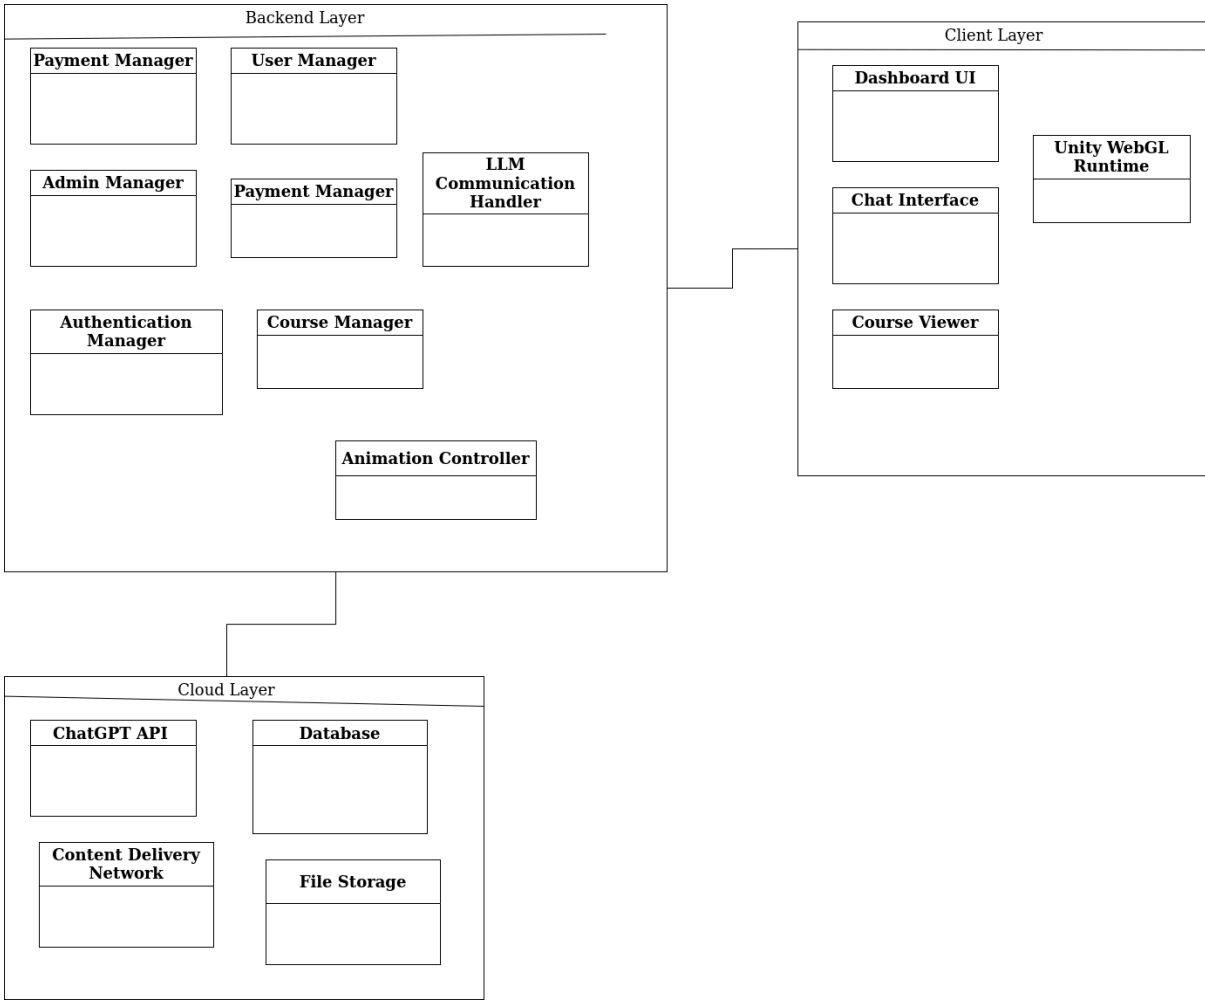 Backend Layer
Payment Manager
User Manager
Admin Manager
Payment Manager
LLM
Communication
Handler
Authentication
Manager
Course Manager
Animation Controller
Client Layer
Dashboard UI
Unity WebGL
Runtime
Chat Interface
Course Viewer
Cloud Layer
ChatGPT API
Database
Content Delivery
Network
File Storage